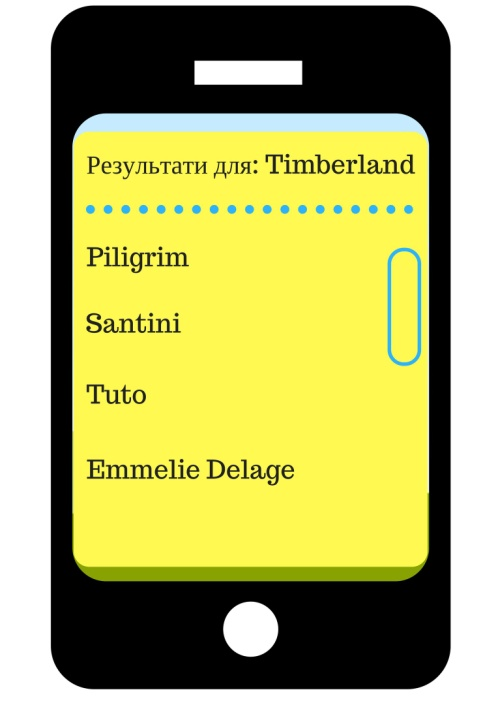 Результати для: Timberland
Piligrim
Santini
Tuto
Emmelie Delage